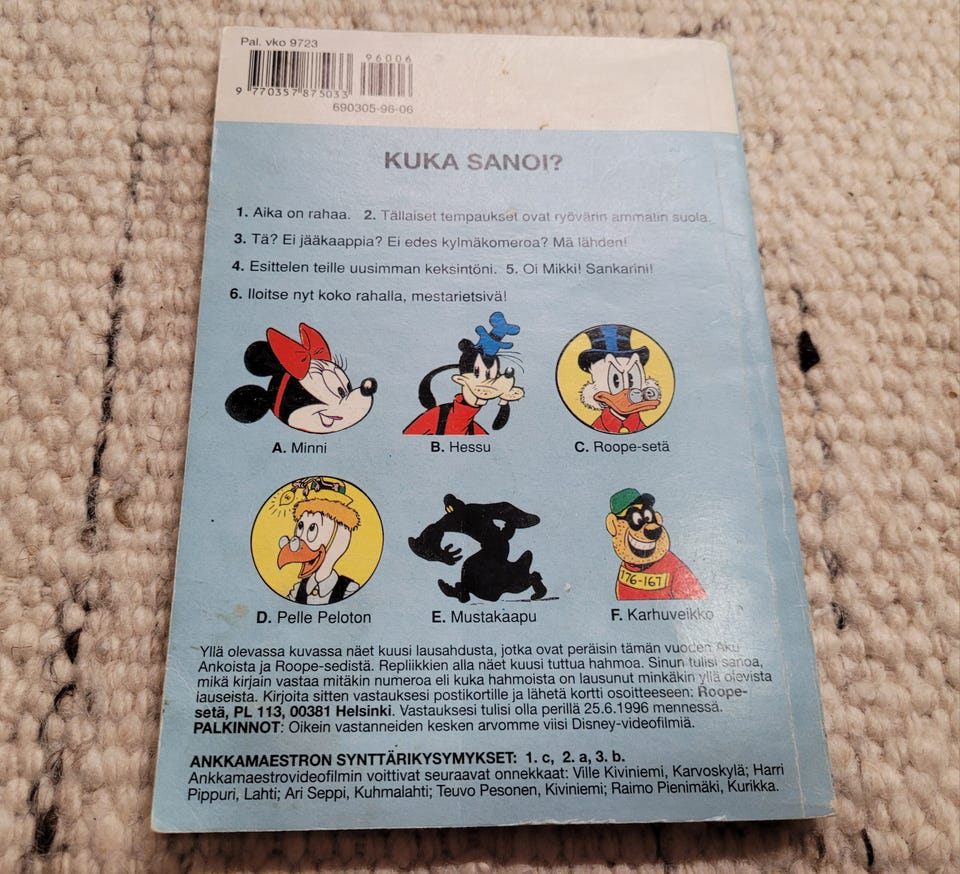 Pal. vko 9723
96006
9 770357 875033
690305-96-06
KUKA SANOI?
1. Aika on rahaa. 2. Tällaiset tempaukset ovat ryövärin ammatin suola.
3. Tä? Ei jääkaappia? Ei edes kylmäkomeroa? Mä lähden!
4. Esittelen teille uusimman keksintöni. 5. Oi Mikki! Sankarini!
6. Iloitse nyt koko rahalla, mestarietsivä!
A. Minni B. Hessu C. Roope-setä
176-167
D. Pelle Peloton E. Mustakaapu F. Karhuveikko
Yllä olevassa kuvassa näet kuusi lausahdusta, jotka ovat peräisin tämän vuoden Aku
Ankoista ja Roope-sedistä. Repliikkien alla näet kuusi tuttua hahmoa. Sinun tulisi sanoa,
mikä kirjain vastaa mitäkin numeroa eli kuka hahmoista on lausunut minkäkin yllä olevista
lauseista. Kirjoita sitten vastauksesi postikortille ja lähetä kortti osoitteeseen: Roope-
setä, PL 113, 00381 Helsinki. Vastauksesi tulisi olla perillä 25.6.1996 mennessä.
PALKINNOT: Oikein vastanneiden kesken arvomme viisi Disney-videofilmiä.
ANKKAMAESTRON SYNTTÄRIKYSYMYKSET: 1. c, 2. a, 3. b.
Ankkamaestrovideofilmin voittivat seuraavat onnekkaat: Ville Kiviniemi, Karvoskylä; Harri
Pippuri, Lahti; Ari Seppi, Kuhmalahti; Teuvo Pesonen, Kiviniemi; Raimo Pienimäki, Kurikka.